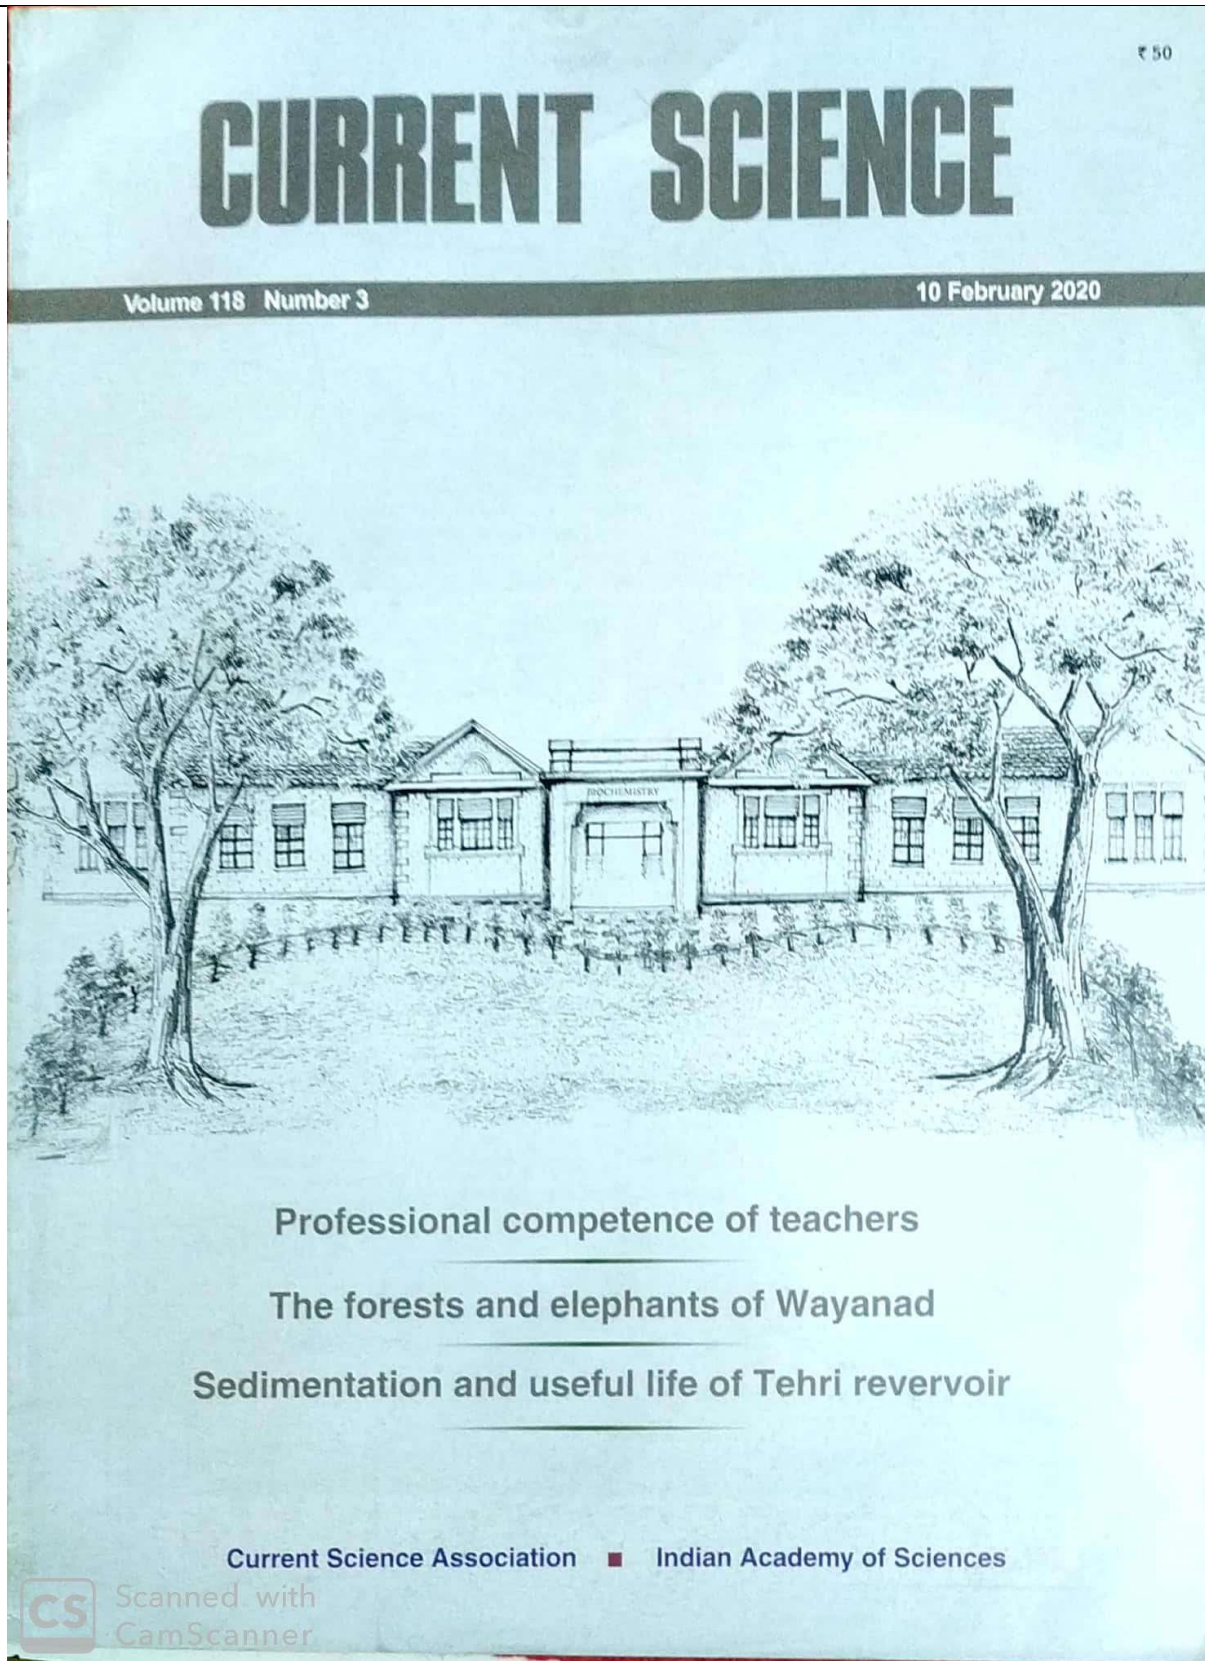 ₹ 50
CURRENT SCIENCE
Volume 118 Number 3
10 February 2020
BIOCHEMISTRY
Professional competence of teachers
The forests and elephants of Wayanad
Sedimentation and useful life of Tehri revervoir
Current Science Association ■ Indian Academy of Sciences
CS
Scanned with
CamScanner